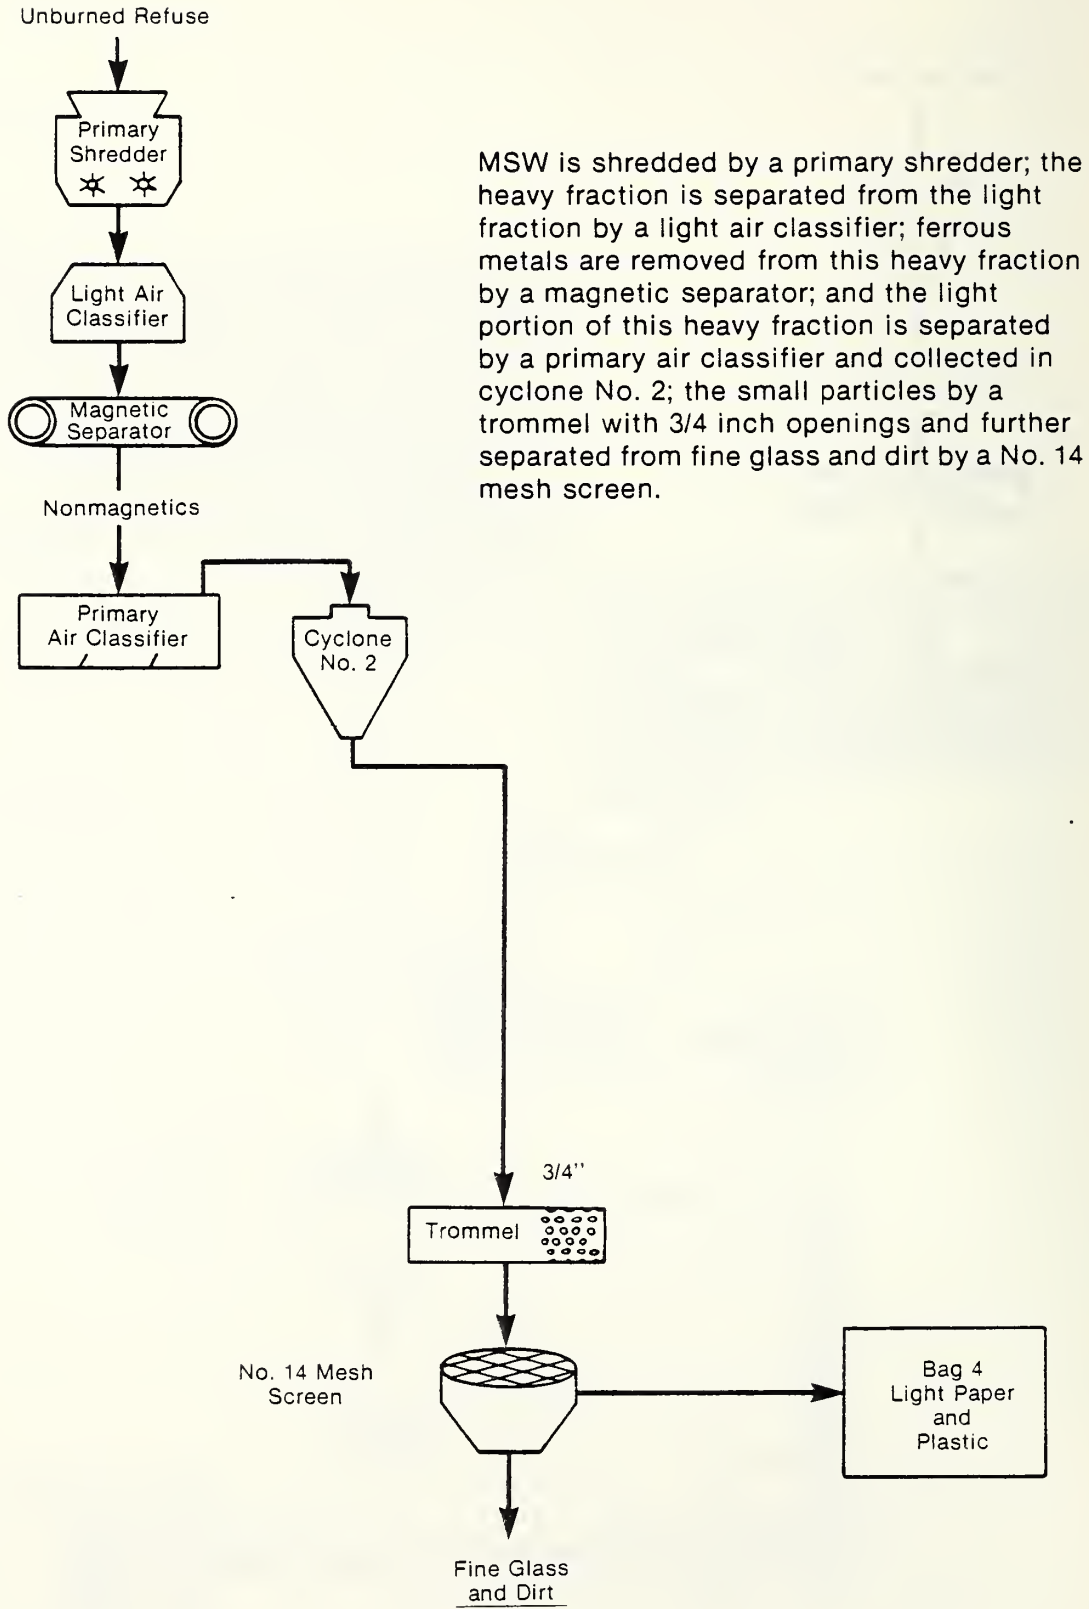 Unburned Refuse
Primary
Shredder
MSW is shredded by a primary shredder; the
heavy fraction is separated from the light
fraction by a light air classifier; ferrous
metals are removed from this heavy fraction
by a magnetic separator; and the light
portion of this heavy fraction is separated
by a primary air classifier and collected in
cyclone No. 2; the small particles by a
trommel with 3/4 inch openings and further
separated from fine glass and dirt by a No. 14
mesh screen.
Light Air
Classifier
Magnetic
Separator
Nonmagnetics
Primary
Air Classifier
Cyclone
No. 2
3/4''
Trommel
No. 14 Mesh
Screen
Bag 4
Light Paper
and
Plastic
Fine Glass
and Dirt